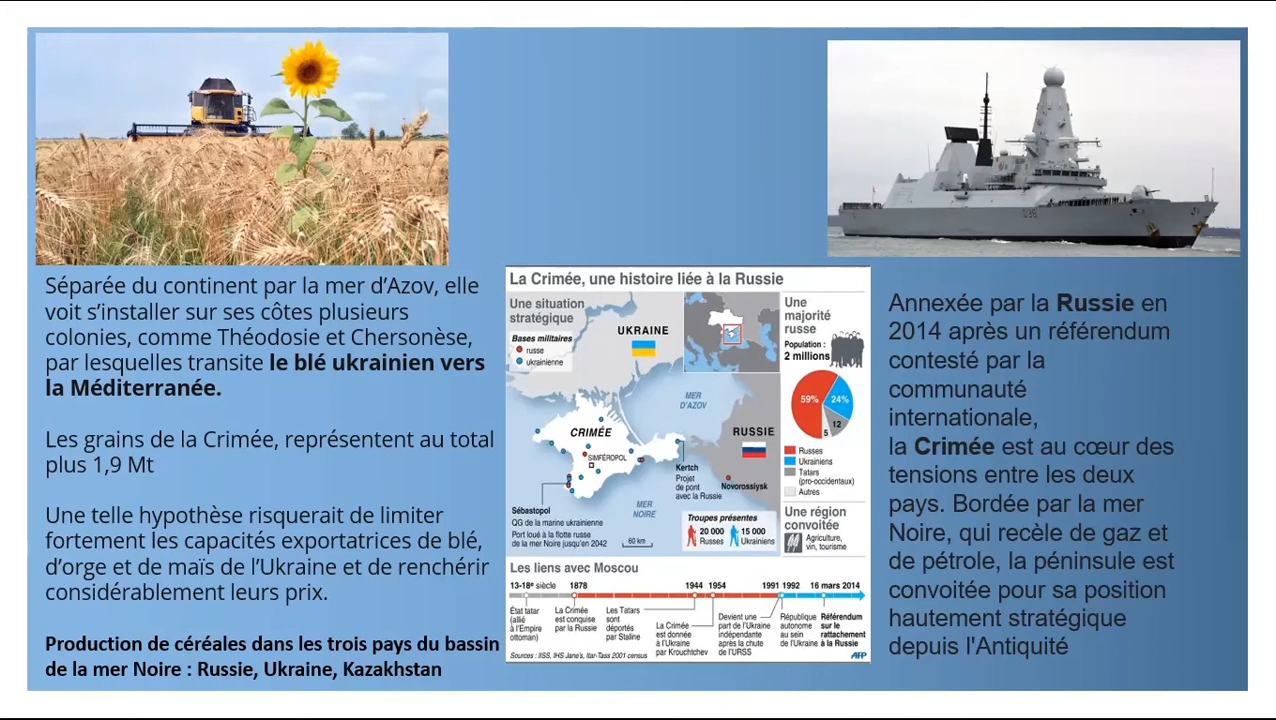 D36
Séparée du continent par la mer d'Azov, elle
voit s'installer sur ses côtes plusieurs
colonies, comme Théodosie et Chersonèse,
par lesquelles transite le blé ukrainien vers
la Méditerranée.
Les grains de la Crimée, représentent au total
plus 1,9 Mt
Une telle hypothèse risquerait de limiter
fortement les capacités exportatrices de blé,
d'orge et de maïs de l'Ukraine et de renchérir
considérablement leurs prix.
Production de céréales dans les trois pays du bassin
de la mer Noire : Russie, Ukraine, Kazakhstan
La Crimée, une histoire liée à la Russie
Une situation
stratégique
Bases militaires
russe
ukrainienne
UKRAINE
MER
D'AZOV
CRIMÉE
SIMFÉROPOL
RUSSIE
Kertch
Projet
de pont
avec la Russie
Novorossiysk
Sébastopol
QG de la marine ukrainienne
Port loué à la flotte russe
de la mer Noire jusqu'en 2042
MER
NOIRE
60 km
Troupes présentes
20 000
Russes
15 000
Ukrainiens
Une
majorité
russe
Population :
2 millions
59%
24%
12
5
Russes
Ukrainiens
Tatars
(pro-occidentaux)
Autres
Une région
convoitée
Agriculture,
vin, tourisme
Les liens avec Moscou
13-18e siècle
1878
1944
1954
1991
1992
16 mars 2014
État tatar
(allié
à l'Empire
ottoman)
La Crimée
est conquise
par la Russie
Les Tatars
sont
déportés
par Staline
La Crimée
est donnée
à l'Ukraine
par Krouchtchev
Devient une
part de l'Ukraine
indépendante
après la chute
de l'URSS
République
autonome
au sein
de l'Ukraine
Référendum
sur le
rattachement
à la Russie
Sources : IISS, IHS Jane's, Itar-Tass 2001 census
AFP
Annexée par la Russie en
2014 après un référendum
contesté par la
communauté
internationale,
la Crimée est au cœur des
tensions entre les deux
pays. Bordée par la mer
Noire, qui recèle de gaz et
de pétrole, la péninsule est
convoitée pour sa position
hautement stratégique
depuis l'Antiquité